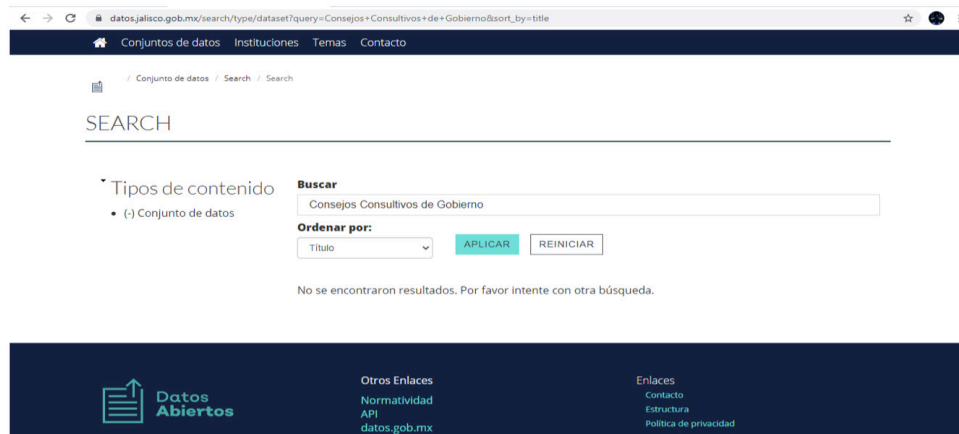 datos.jalisco.gob.mx/search/type/dataset?query=Consejos+Consultivos+de+Gobierno&sort_by=title
Conjuntos de datos Instituciones Temas Contacto
/ Conjunto de datos / Search / Search
SEARCH
Tipos de contenido
(-) Conjunto de datos
Buscar
Consejos Consultivos de Gobierno
Ordenar por:
Título
APLICAR
REINICIAR
No se encontraron resultados. Por favor intente con otra búsqueda.
Datos
Abiertos
Otros Enlaces
Normatividad
API
datos.gob.mx
Enlaces
Contacto
Estructura
Política de privacidad